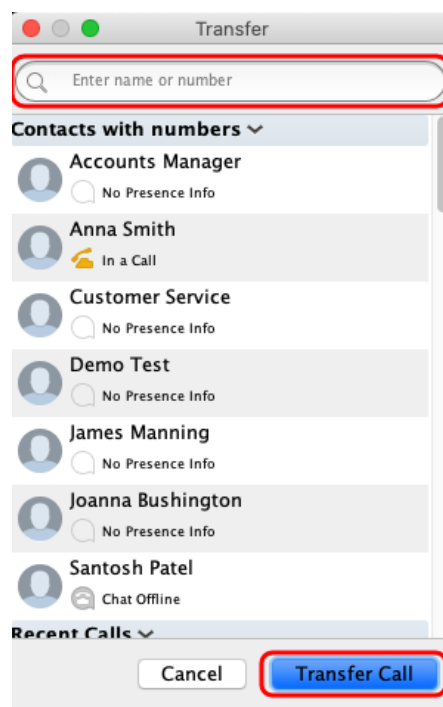 Transfer
Enter name or number
Contacts with numbers
Accounts Manager
No Presence Info
Anna Smith
In a Call
Customer Service
No Presence Info
Demo Test
No Presence Info
James Manning
No Presence Info
Joanna Bushington
No Presence Info
Santosh Patel
Chat Offline
Recent Calls
Cancel
Transfer Call